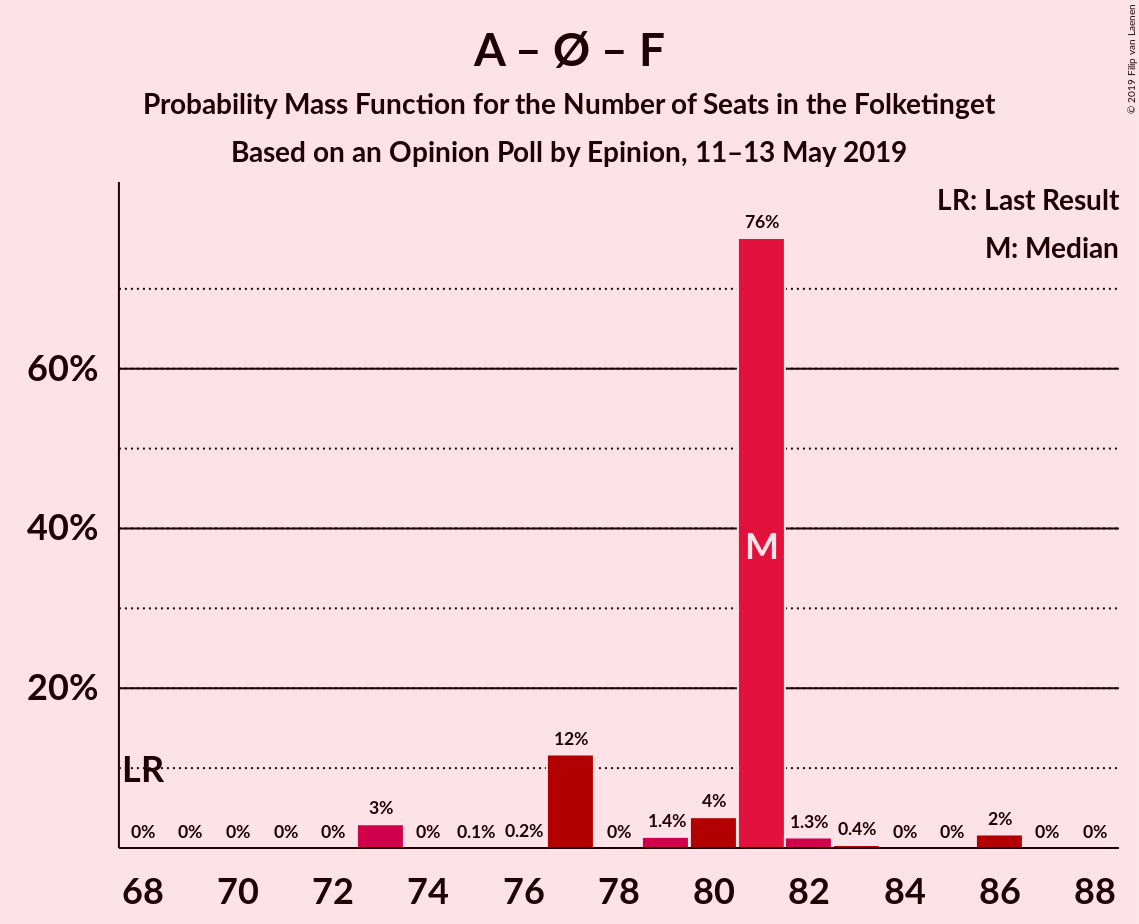 A – Ø – F
Probability Mass Function for the Number of Seats in the Folketinget
Based on an Opinion Poll by Epinion, 11–13 May 2019
© 2019 Filip van Laenen
LR: Last Result
M: Median
76%
60%
M
40%
20%
12%
LR
0% 0% 0% 0% 0% 3% 0% 0.1% 0.2% 0% 1.4% 4% 1.3% 0.4% 0% 0% 2% 0% 0%
68 70 72 74 76 78 80 82 84 86 88